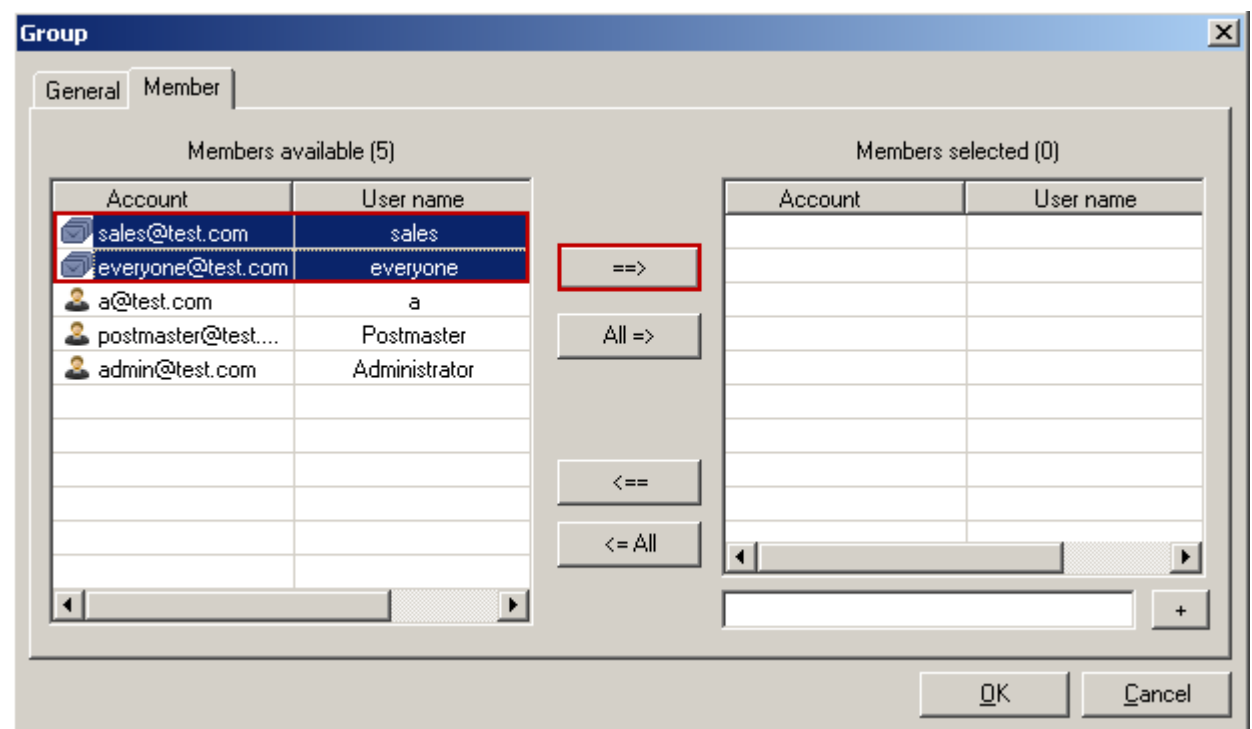 Group
General Member
Members available (5) Members selected (0)
Account User name Account User name
sales@test.com sales
everyone@test.com everyone
==>
a@test.com a
postmaster@test.... Postmaster
All =>
admin@test.com Administrator
<==
<= All
+
OK Cancel